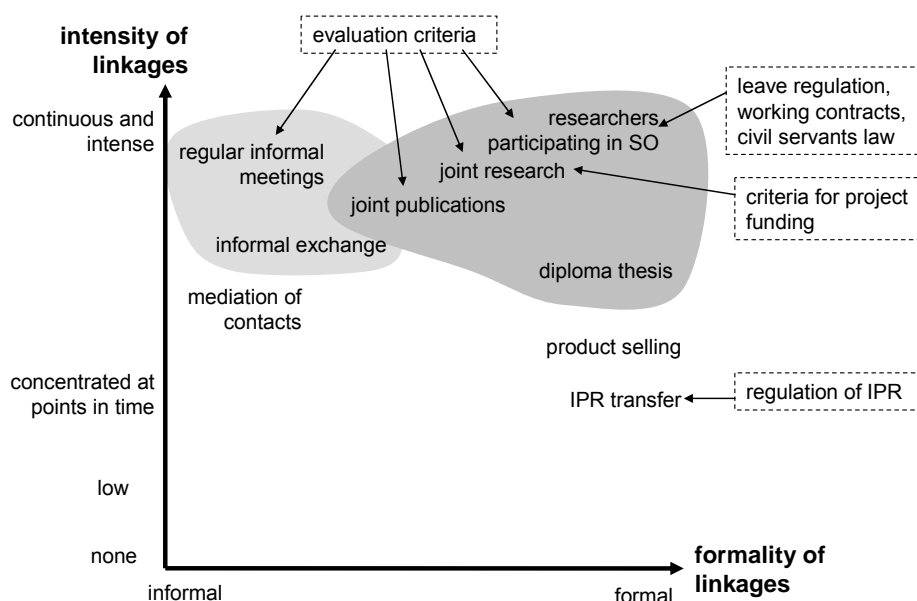 intensity of
linkages
evaluation criteria
continuous and
intense
regular informal
meetings
informal exchange
mediation of
contacts
researchers
participating in SO
joint research
joint publications
diploma thesis
leave regulation,
working contracts,
civil servants law
criteria for project
funding
product selling
concentrated at
points in time
IPR transfer
regulation of IPR
low
none
informal
formal
formality of
linkages